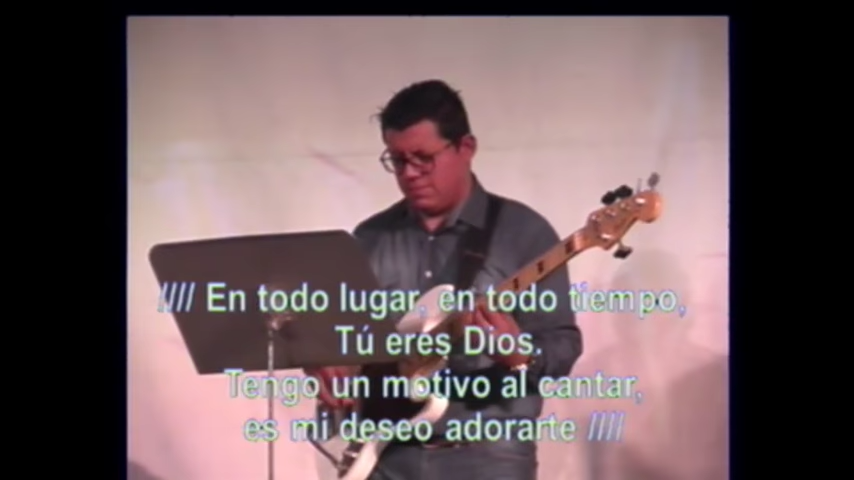 //// En todo lugar, en todo tiempo,
Tú eres Dios.
Tengo un motivo al cantar,
es mi deseo adorarte ////